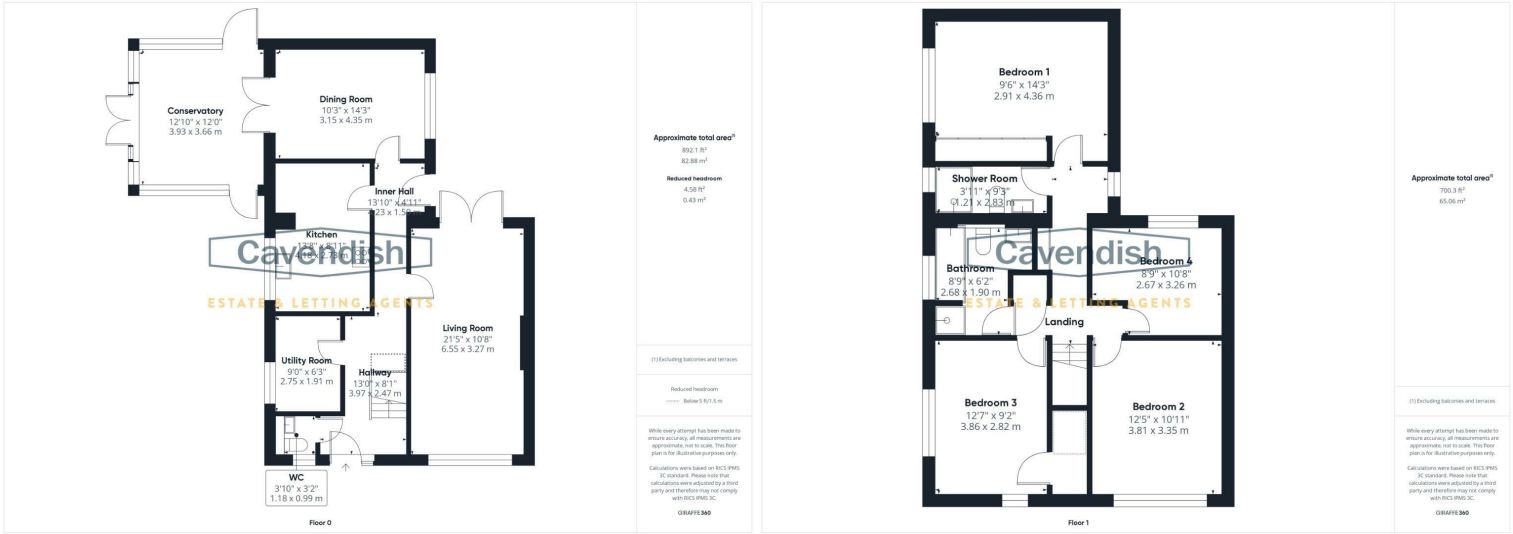 Conservatory
12'10" x 12'0"
3.93 x 3.66 m
Dining Room
10'3" x 14'3"
3.15 x 4.35 m
Inner Hall
13'10" x 4'11"
Kitchen
13'8" x 8'11"
4.18 x 2.73 m
Cavendish
ESTATE & LETTING AGENTS
Living Room
21'5" x 10'8"
6.55 x 3.27 m
Utility Room
9'0" x 6'3"
2.75 x 1.91 m
Hallway
13'0" x 8'1"
3.97 x 2.47 m
WC
3'10" x 3'2"
1.18 x 0.99 m
Floor 0
Approximate total area⁽¹⁾
892.1 ft²
82.88 m²
Reduced headroom
4.58 ft²
0.43 m²
(1) Excluding balconies and terraces
Reduced headroom
Below 5 ft/1.5 m
While every attempt has been made to
ensure accuracy, all measurements are
approximate, not to scale. This floor
plan is for illustrative purposes only.
Calculations were based on RICS IPMS
3C standard. Please note that
calculations were adjusted by a third
party and therefore may not comply
with RICS IPMS 3C.
GIRAFFE360
Bedroom 1
9'6" x 14'3"
2.91 x 4.36 m
Shower Room
3'11" x 9'3"
1.21 x 2.83 m
Cavendish
ESTATE & LETTING AGENTS
Bathroom
8'9" x 6'2"
2.68 x 1.90 m
Bedroom 4
8'9" x 10'8"
2.67 x 3.26 m
Landing
Bedroom 3
12'7" x 9'2"
3.86 x 2.82 m
Bedroom 2
12'5" x 10'11"
3.81 x 3.35 m
Floor 1
Approximate total area⁽¹⁾
700.3 ft²
65.06 m²
(1) Excluding balconies and terraces
While every attempt has been made to
ensure accuracy, all measurements are
approximate, not to scale. This floor
plan is for illustrative purposes only.
Calculations were based on RICS IPMS
3C standard. Please note that
calculations were adjusted by a third
party and therefore may not comply
with RICS IPMS 3C.
GIRAFFE360